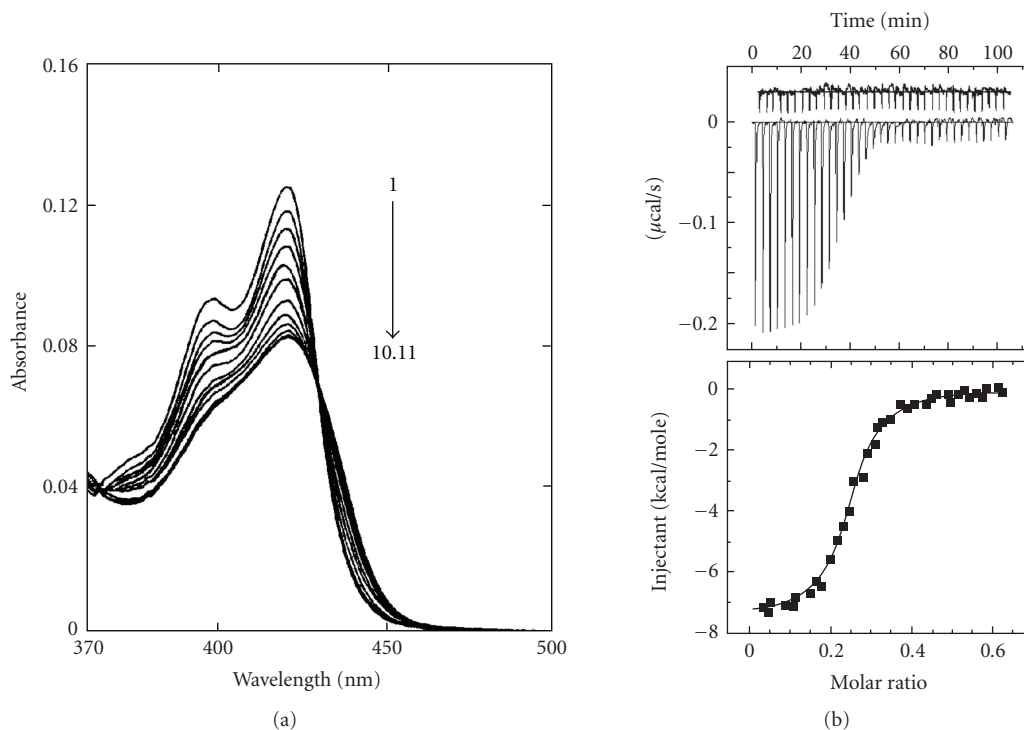 0.16
0.12
0.08
0.04
0
Absorbance
1
10.11
370
400
450
500
Wavelength (nm)
(a)
Time (min)
0 20 40 60 80 100
0
−0.1
−0.2
(μcal/s)
0
−2
−4
−6
−8
Injectant (kcal/mole)
0 0.2 0.4 0.6
Molar ratio
(b)